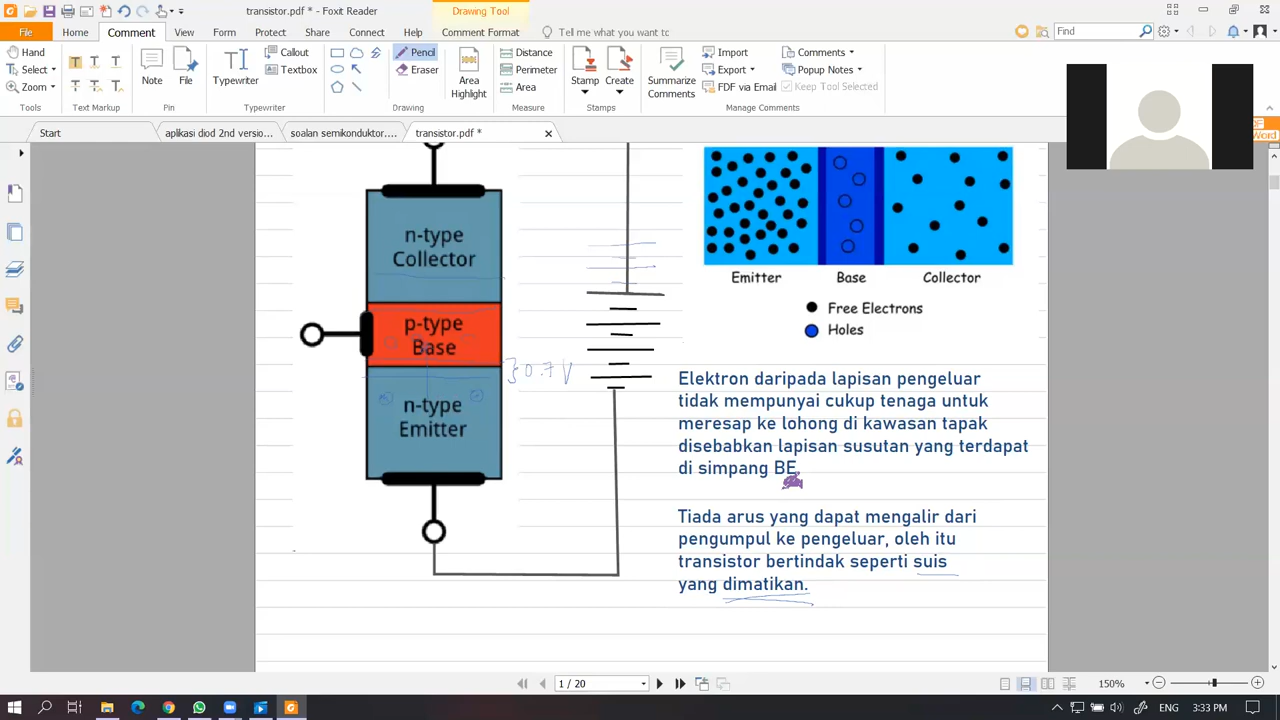 transistor.pdf * - Foxit Reader
Drawing Tool
File Home Comment View Form Protect Share Connect Help Extras Comment Format
Tell me what you want to
Find
Hand
Select
Zoom
Tools
Text Markup
Note
File
Pin
Typewriter
Callout
Textbox
Typewriter
Pencil
Eraser
Drawing
Area
Highlight
Distance
Perimeter
Area
Measure
Stamp
Create
Stamps
Summarize
Comments
Import
Export
FDF via Email
Comments
Popup Notes
Keep Tool Selected
Manage Comments
Start
aplikasi diod 2nd versio...
soalan semikonduktor....
transistor.pdf *
Word
n-type
Collector
p-type
Base
n-type
Emitter
0.7V
Emitter Base Collector
Free Electrons
Holes
Elektron daripada lapisan pengeluar
tidak mempunyai cukup tenaga untuk
meresap ke lohong di kawasan tapak
disebabkan lapisan susutan yang terdapat
di simpang BE
Tiada arus yang dapat mengalir dari
pengumpul ke pengeluar, oleh itu
transistor bertindak seperti suis
yang dimatikan.
1 / 20
150%
ENG 3:33 PM